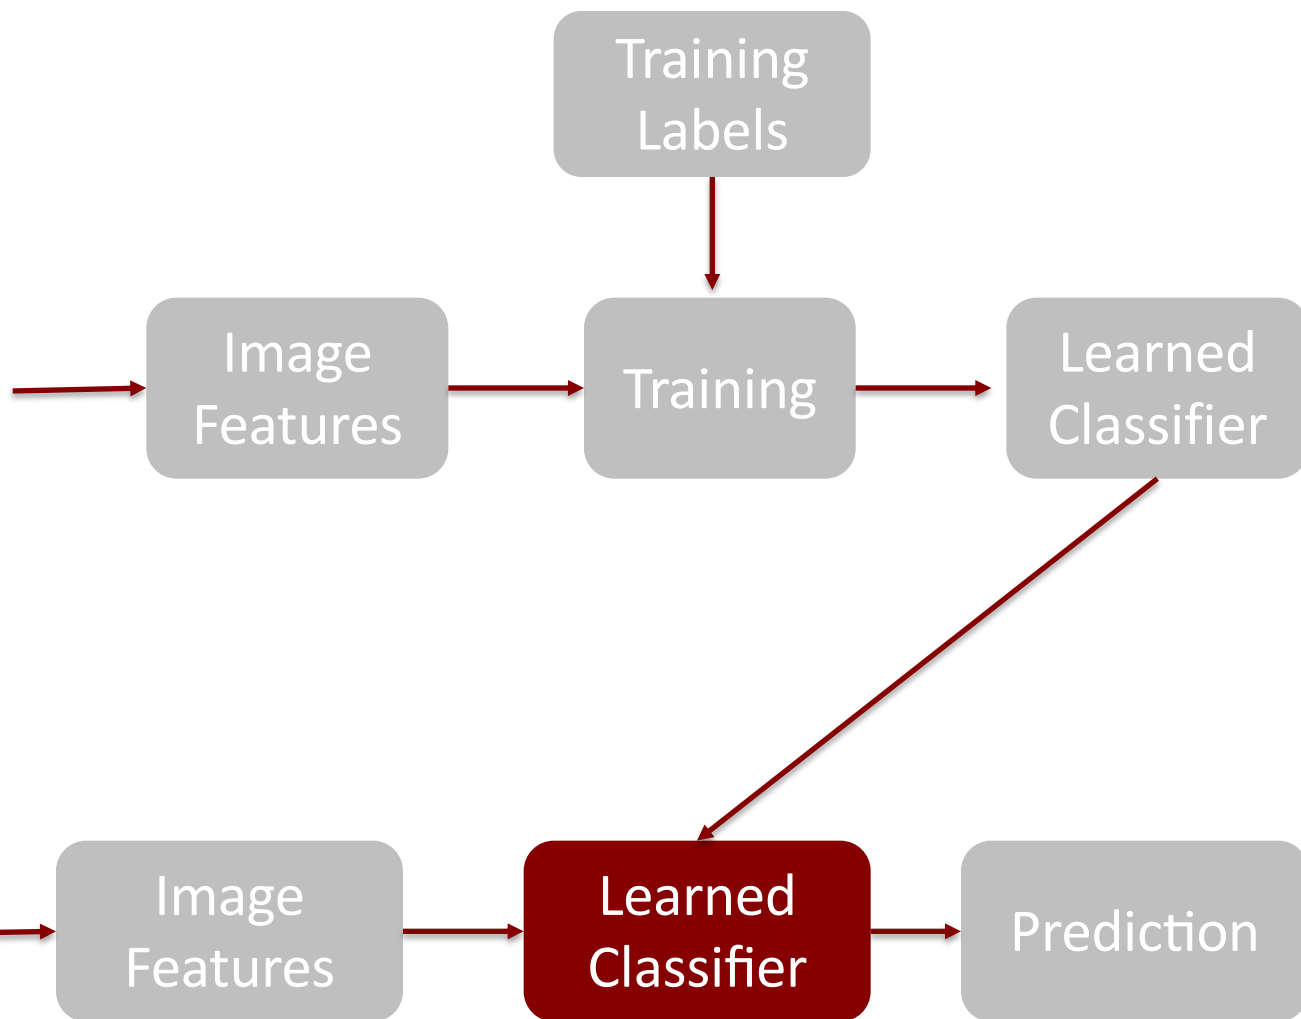 Training
Labels
Image
Features
Training
Learned
Classifier
Image
Features
Learned
Classifier
Prediction